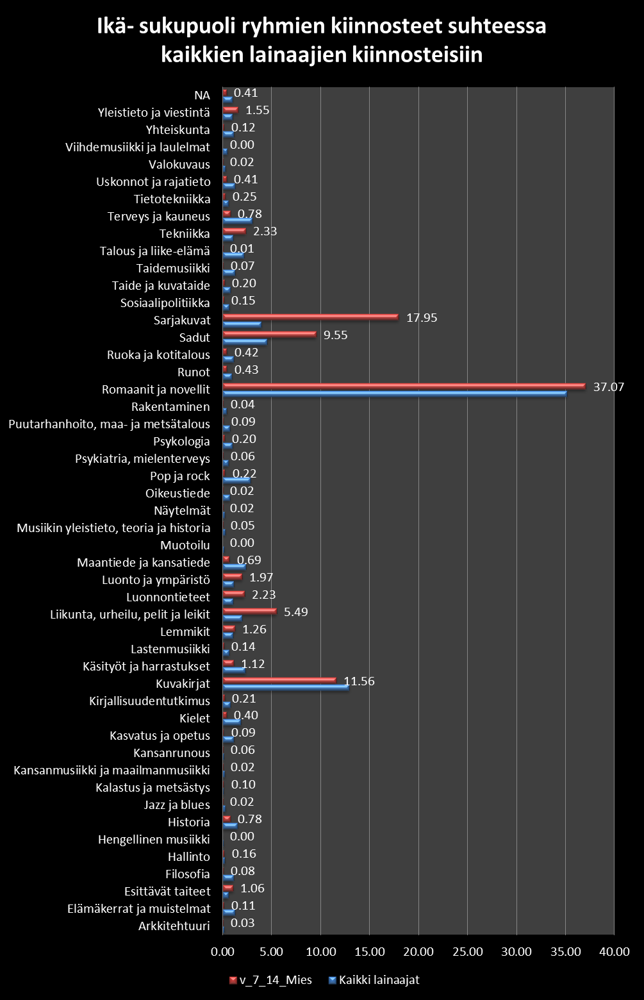 Ikä- sukupuoli ryhmien kiinnosteet suhteessa
kaikkien lainaajien kiinnosteisiin
NA 0.41
Yleistieto ja viestintä 1.55
Yhteiskunta 0.12
Viihdemusiikki ja laulelmat 0.00
Valokuvaus 0.02
Uskonnot ja rajatieto 0.41
Tietotekniikka 0.25
Terveys ja kauneus 0.78
Tekniikka 2.33
Talous ja liike-elämä 0.01
Taidemusiikki 0.07
Taide ja kuvataide 0.20
Sosiaalipolitiikka 0.15
Sarjakuvat 17.95
Sadut 9.55
Ruoka ja kotitalous 0.42
Runot 0.43
Romaanit ja novellit 37.07
Rakentaminen 0.04
Puutarhanhoito, maa- ja metsätalous 0.09
Psykologia 0.20
Psykiatria, mielenterveys 0.06
Pop ja rock 0.22
Oikeustiede 0.02
Näytelmät 0.02
Musiikin yleistieto, teoria ja historia 0.05
Muotoilu 0.00
Maantiede ja kansatiede 0.69
Luonto ja ympäristö 1.97
Luonnontieteet 2.23
Liikunta, urheilu, pelit ja leikit 5.49
Lemmikit 1.26
Lastenmusiikki 0.14
Käsityöt ja harrastukset 1.12
Kuvakirjat 11.56
Kirjallisuudentutkimus 0.21
Kielet 0.40
Kasvatus ja opetus 0.09
Kansanrunous 0.06
Kansanmusiikki ja maailmanmusiikki 0.02
Kalastus ja metsästys 0.10
Jazz ja blues 0.02
Historia 0.78
Hengellinen musiikki 0.00
Hallinto 0.16
Filosofia 0.08
Esittävät taiteet 1.06
Elämäkerrat ja muistelmat 0.11
Arkkitehtuuri 0.03
0.00 5.00 10.00 15.00 20.00 25.00 30.00 35.00 40.00
v_7_14_Mies Kaikki lainaajat